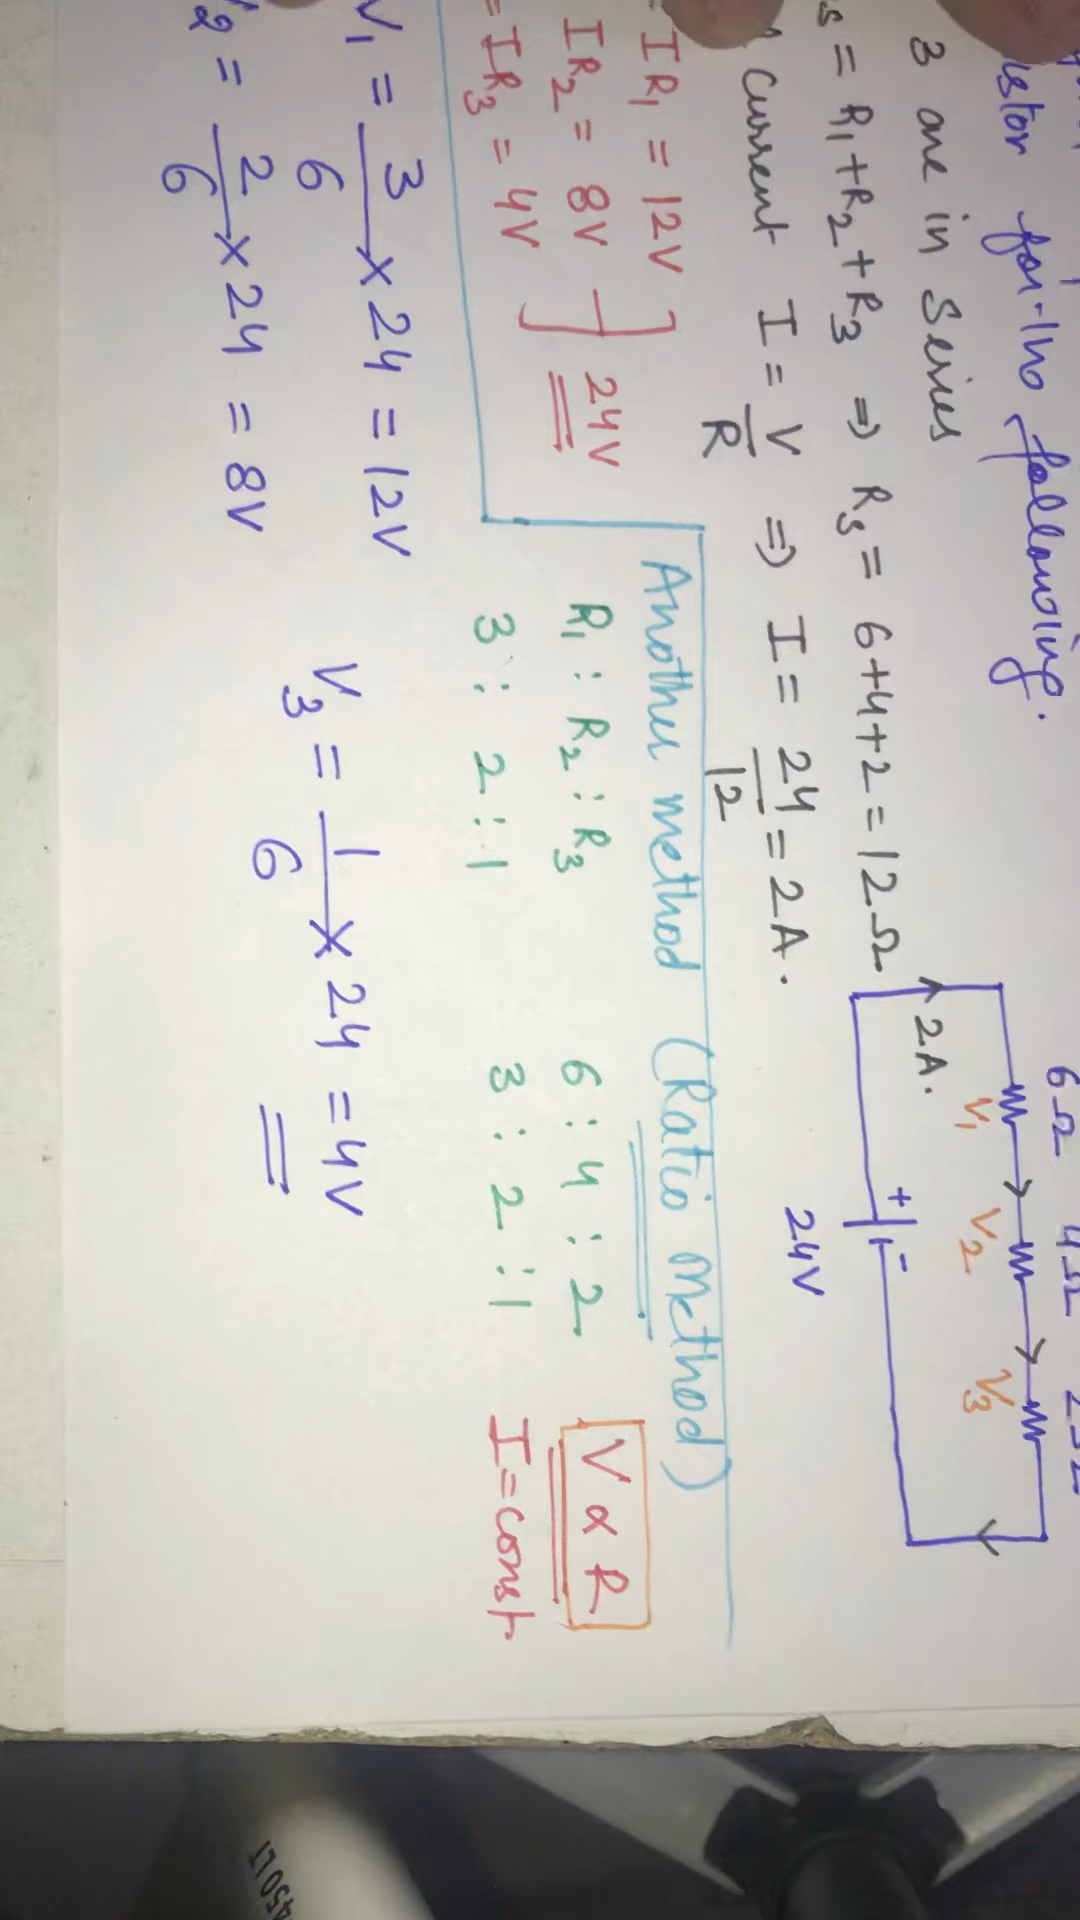 for the following.
3 are in Series
= R1+R2+R3 ⇒ Rs = 6+4+2 = 12Ω
current I = V/R ⇒ I = 24/12 = 2A.
IR1 = 12V
IR2 = 8V
= IR3 = 4V
24V
6Ω 4Ω
V1 V2 V3
2A.
+ -
24V
Another method (Ratio Method)
R1 : R2 : R3 6 : 4 : 2 V ∝ R
3 : 2 : 1 3 : 2 : 1 I = const.
V1 = 3/6 × 24 = 12V
V3 = 1/6 × 24 = 4V
2 = 2/6 × 24 = 8V